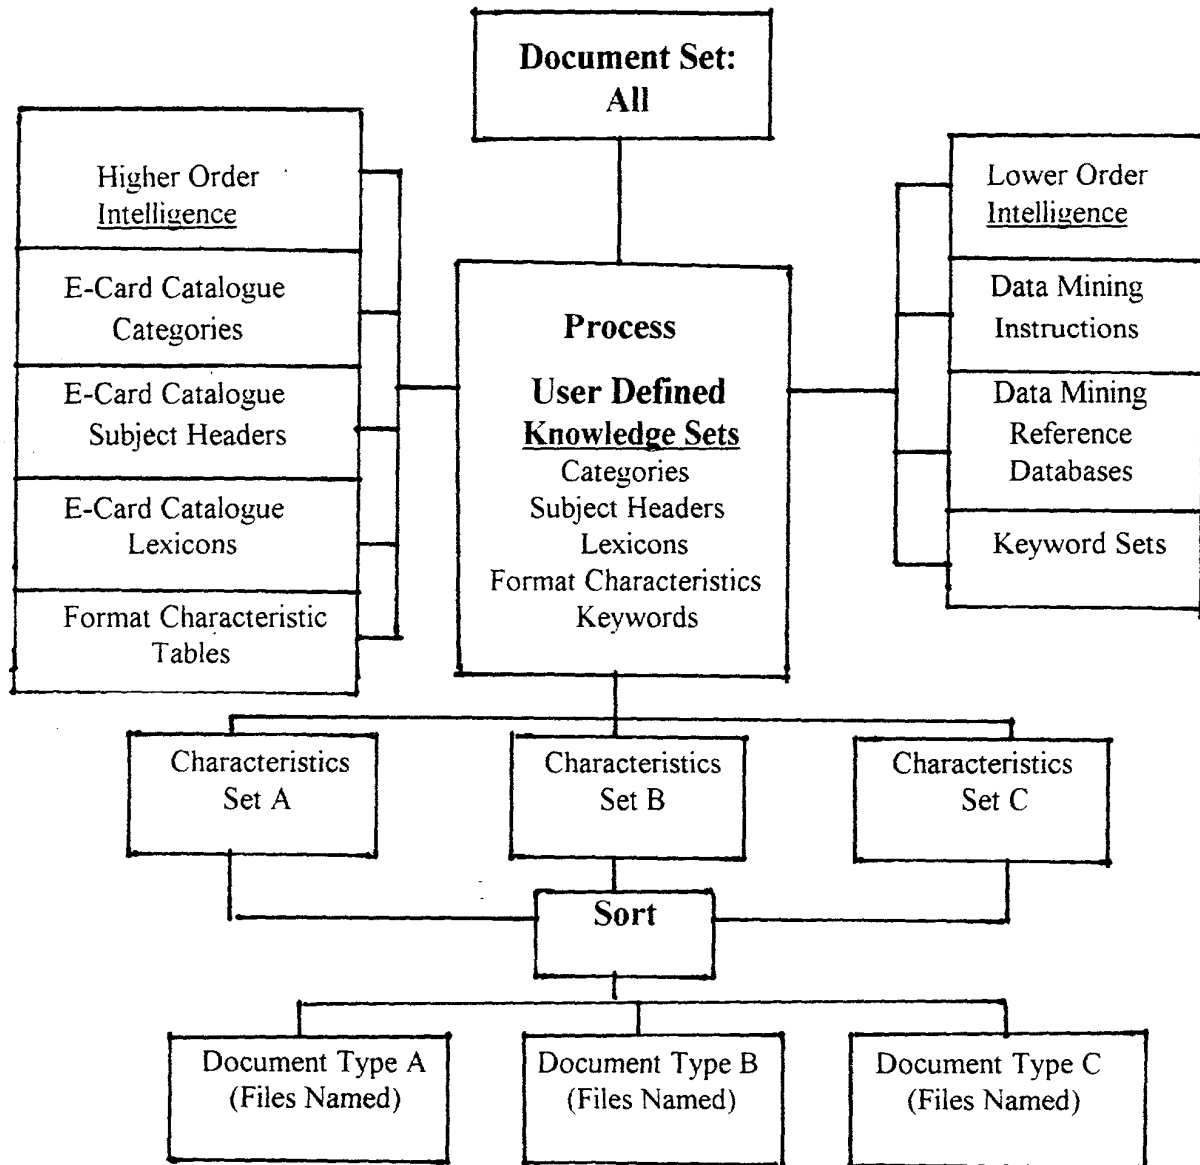 Document Set:
All
Higher Order
Intelligence
E-Card Catalogue
Categories
E-Card Catalogue
Subject Headers
E-Card Catalogue
Lexicons
Format Characteristic
Tables
Process
User Defined
Knowledge Sets
Categories
Subject Headers
Lexicons
Format Characteristics
Keywords
Lower Order
Intelligence
Data Mining
Instructions
Data Mining
Reference
Databases
Keyword Sets
Characteristics
Set A
Characteristics
Set B
Characteristics
Set C
Sort
Document Type A
(Files Named)
Document Type B
(Files Named)
Document Type C
(Files Named)